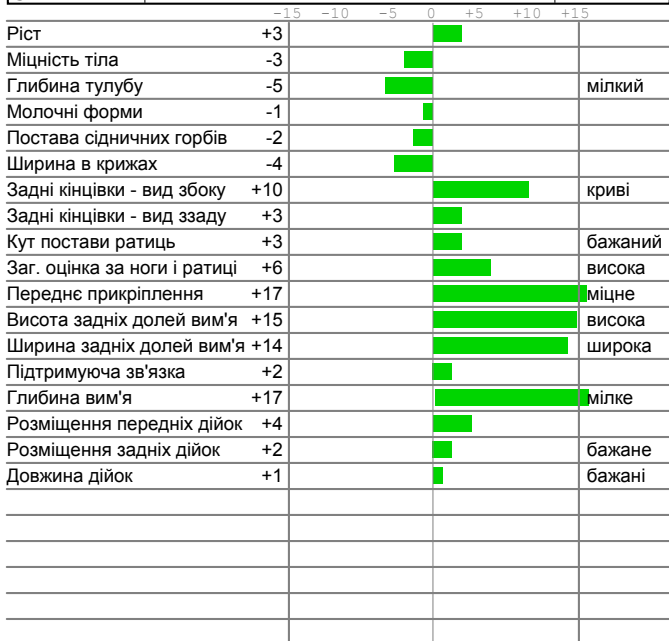 -15 -10 -5 0 +5 +10 +15
Ріст +3
Міцність тіла -3
Глибина тулубу -5 мілкий
Молочні форми -1
Постава сідничних горбів -2
Ширина в крижах -4
Задні кінцівки - вид збоку +10 криві
Задні кінцівки - вид ззаду +3
Кут постави ратиць +3 бажаний
Заг. оцінка за ноги і ратиці +6 висока
Переднє прикріплення +17 міцне
Висота задніх долей вим'я +15 висока
Ширина задніх долей вим'я +14 широка
Підтримуюча зв'язка +2
Глибина вим'я +17 мілке
Розміщення передніх дійок +4
Розміщення задніх дійок +2 бажане
Довжина дійок +1 бажані